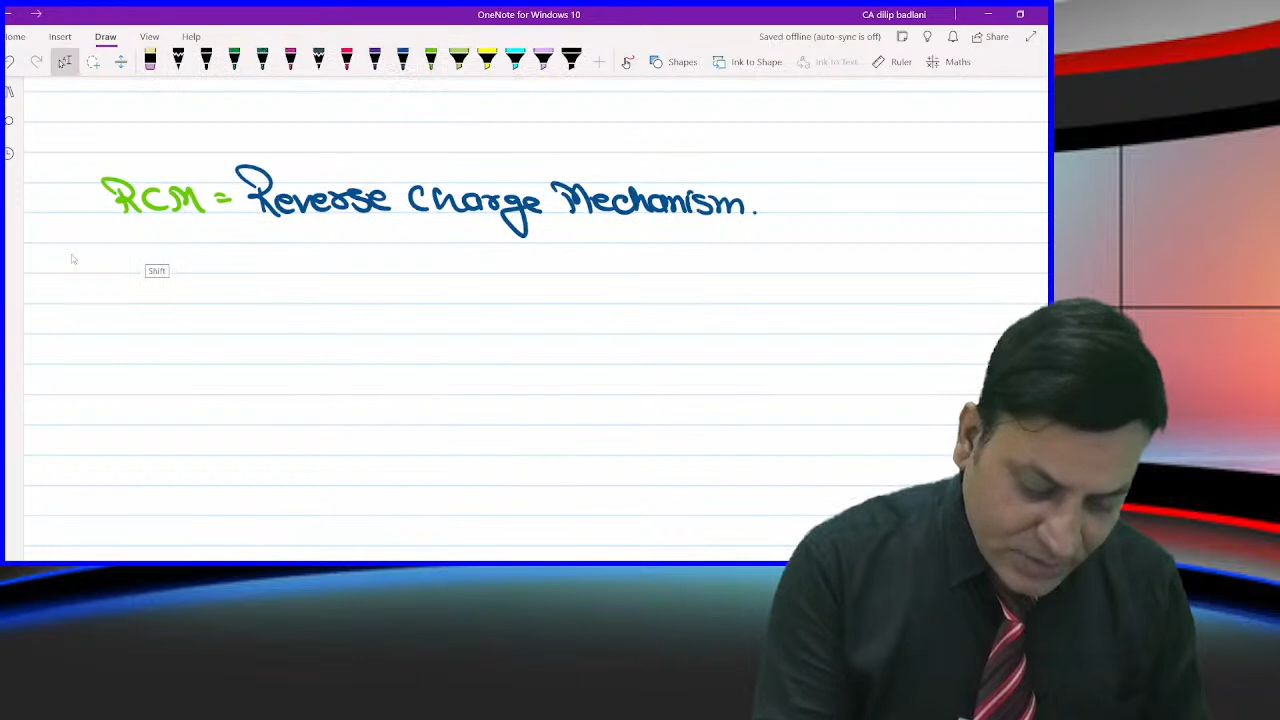 OneNote for Windows 10
CA dilip badlani
Insert
Draw
View
Help
Saved offline (auto-sync is off)
Share
Shapes
Ink to Shape
Ink to Text
Ruler
Maths
RCM = Reverse Charge Mechanism.
Shift